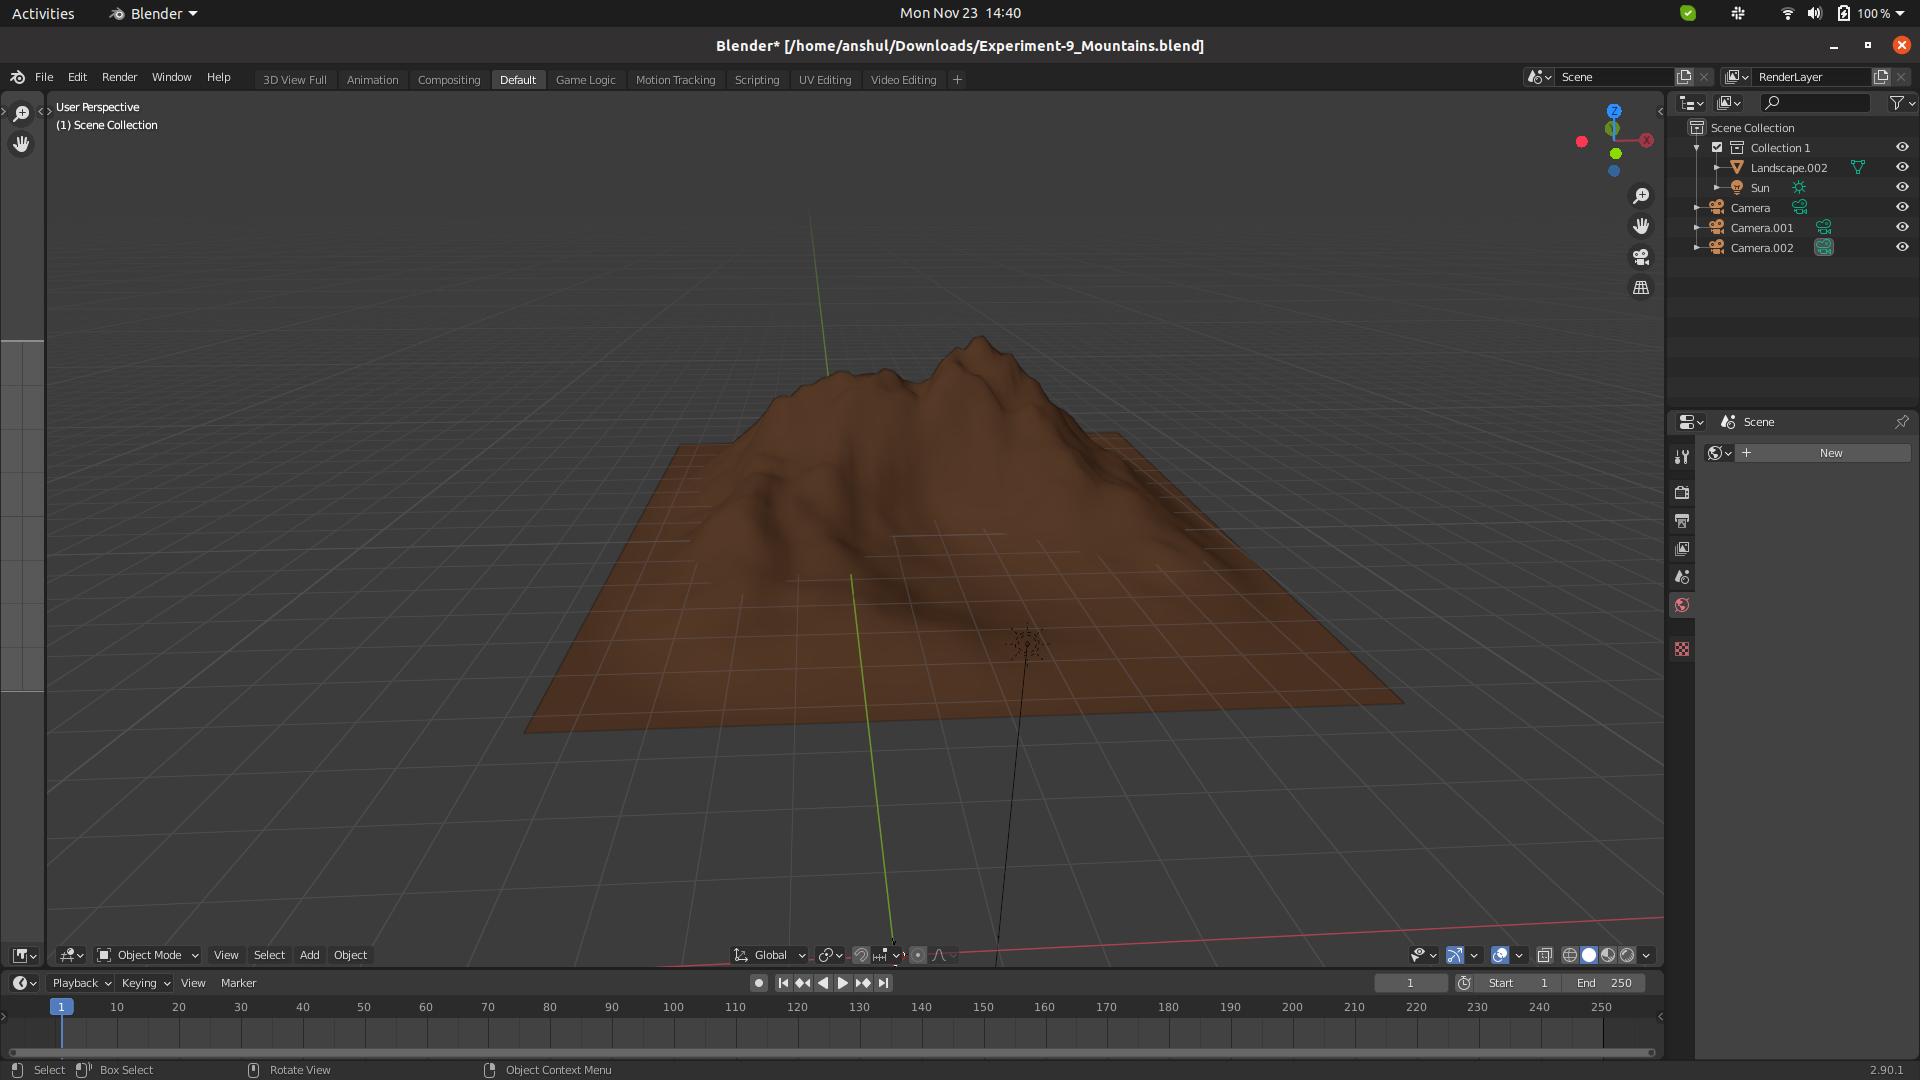 Activities Blender Mon Nov 23 14:40 100 %
Blender* [/home/anshul/Downloads/Experiment-9_Mountains.blend]
File Edit Render Window Help 3D View Full Animation Compositing Default Game Logic Motion Tracking Scripting UV Editing Video Editing + Scene RenderLayer
User Perspective
(1) Scene Collection
Z
Y
X
Scene Collection
Collection 1
Landscape.002
Sun
Camera
Camera.001
Camera.002
Scene
+ New
Object Mode View Select Add Object Global
Playback Keying View Marker 1 Start 1 End 250
1 10 20 30 40 50 60 70 80 90 100 110 120 130 140 150 160 170 180 190 200 210 220 230 240 250
Select Box Select Rotate View Object Context Menu 2.90.1